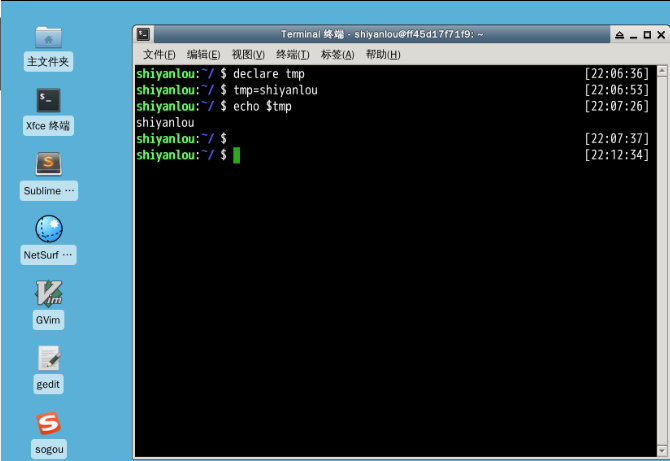 Terminal 终端 - shiyanlou@ff45d17f71f9: ~
文件(F) 编辑(E) 视图(V) 终端(T) 标签(A) 帮助(H)
shiyanlou:~/ $ declare tmp [22:06:36]
shiyanlou:~/ $ tmp=shiyanlou [22:06:53]
shiyanlou:~/ $ echo $tmp [22:07:26]
shiyanlou
shiyanlou:~/ $ [22:07:37]
shiyanlou:~/ $ [22:12:34]
主文件夹
$_
Xfce 终端
S
Sublime ···
NetSurf ···
Vim
GVim
gedit
S
sogou